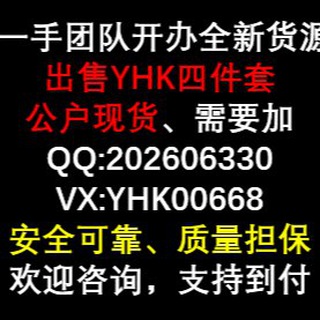 一手团队开办全新货源
出售YHK四件套
公户现货、需要加
QQ:202606330
VX:YHK00668
安全可靠、质量担保
欢迎咨询，支持到付